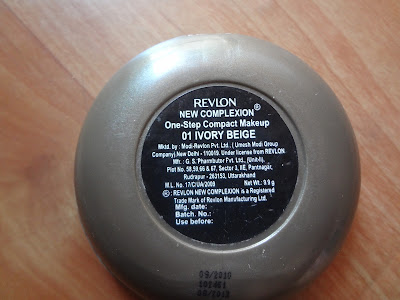 REVLON
NEW COMPLEXION®
One-Step Compact Makeup
01 IVORY BEIGE
Mktd. by : Modi-Revlon Pvt. Ltd. ( Umesh Modi Group
Company) New Delhi - 110019. Under license from REVLON
Mfr. : G. S. Pharmbutor Pvt. Ltd., (Unit-I),
Plot No. 58,59,66 & 67, Sector 3, IIE, Pantnagar,
Rudrapur - 263153, Uttarakhand
M.L. No. 17/C/UA/2009 Net Wt.: 9.9 g
® : REVLON NEW COMPLEXION is a Registered
Trade Mark of Revlon Manufacturing Ltd.
Mfg. date:
Batch. No.:
Use before:
09/2010